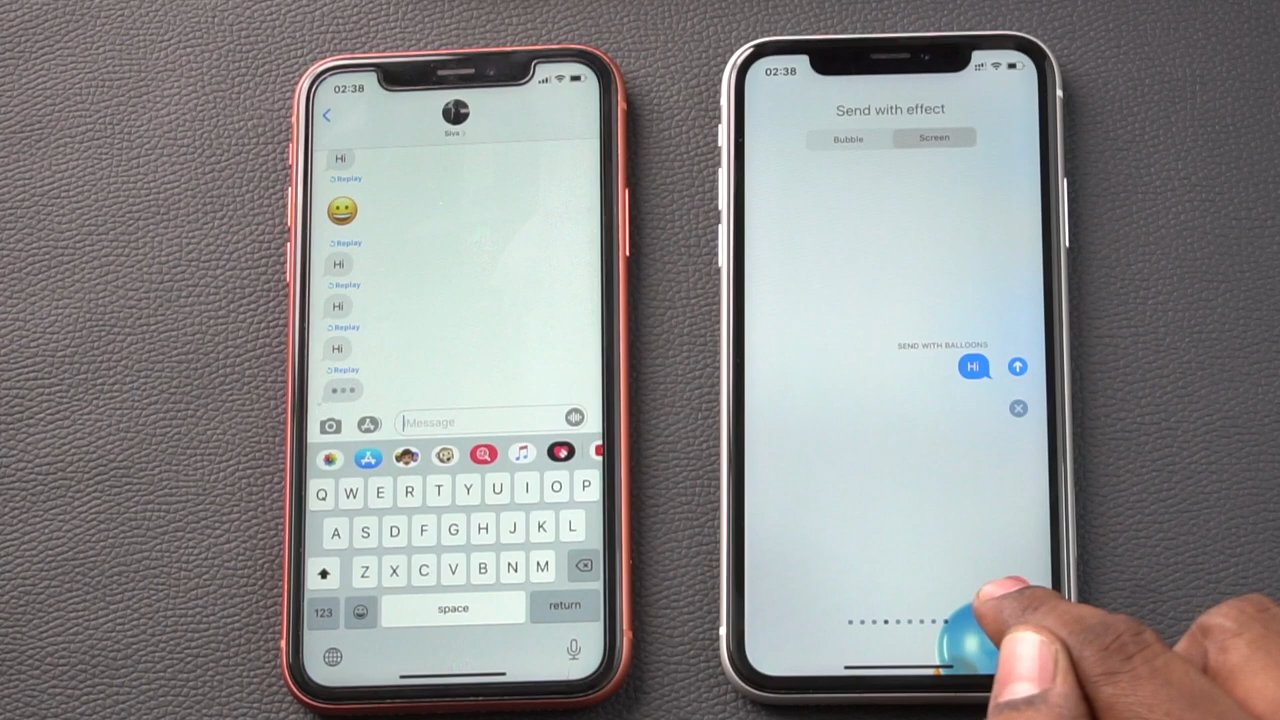 02:38
Siva >
Hi
Replay
Replay
Hi
Replay
Hi
Replay
Hi
Replay
Message
Q W E R T Y U I O P
A S D F G H J K L
Z X C V B N M
123 space return
02:38
Send with effect
Bubble Screen
SEND WITH BALLOONS
Hi